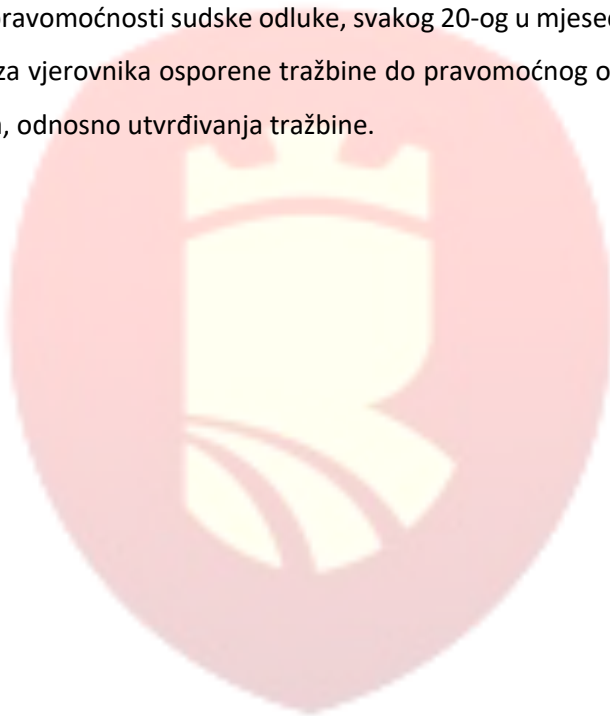 pravomoćnosti sudske odluke, svakog 20-og u mjesec
za vjerovnika osporene tražbine do pravomoćnog o
, odnosno utvrđivanja tražbine.